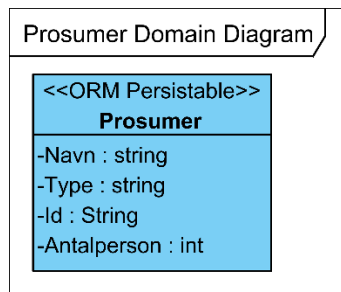 Prosumer Domain Diagram
<<ORM Persistable>>
Prosumer
-Navn : string
-Type : string
-Id : String
-Antalperson : int